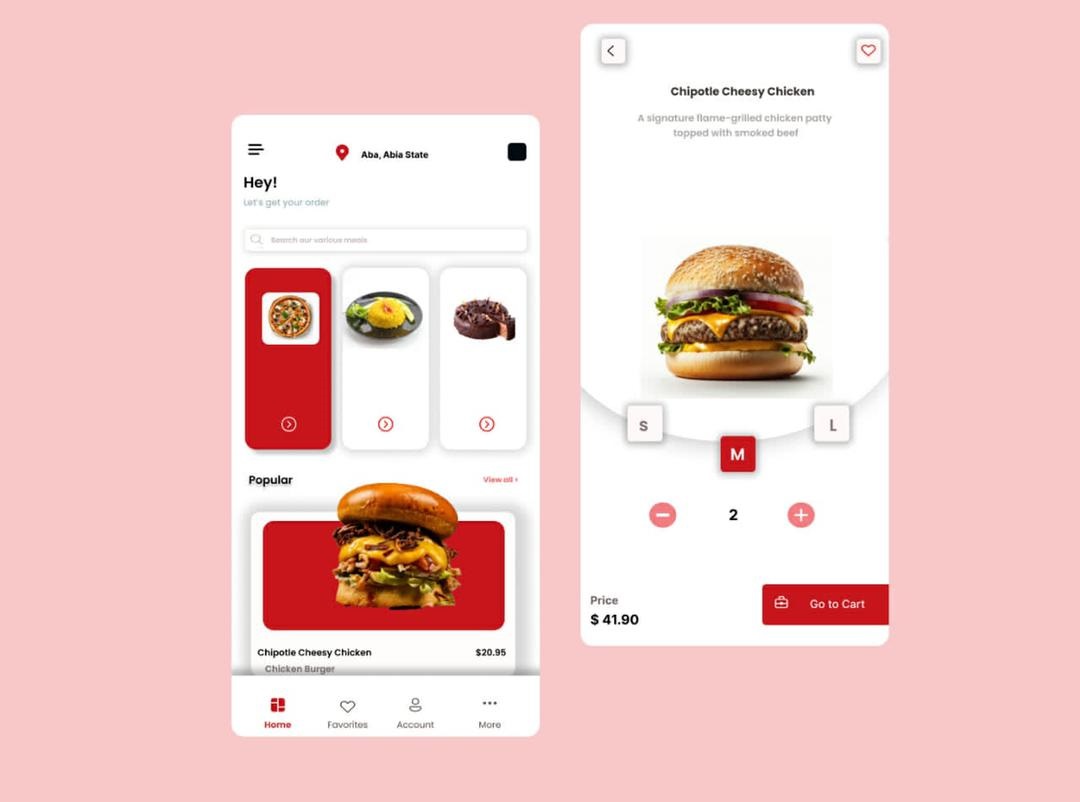 Aba, Abia State
Hey!
Let's get your order
Search our various meals
Popular
View all ›
Chipotle Cheesy Chicken
$20.95
Chicken Burger
Home
Favorites
Account
More
Chipotle Cheesy Chicken
A signature flame-grilled chicken patty
topped with smoked beef
S
M
L
2
Price
$ 41.90
Go to Cart